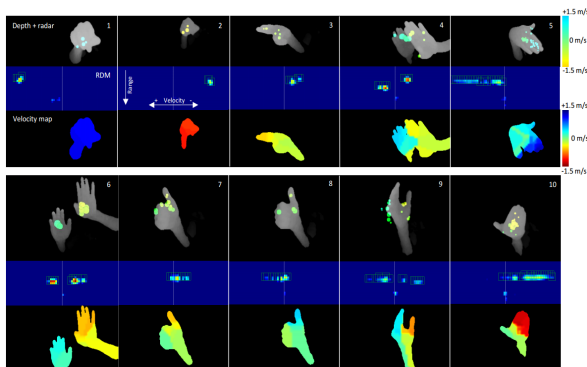 Depth + radar
1
2
3
4
5
+1.5 m/s
0 m/s
-1.5 m/s
RDM
Range
+ Velocity -
Velocity map
+1.5 m/s
0 m/s
-1.5 m/s
6
7
8
9
10